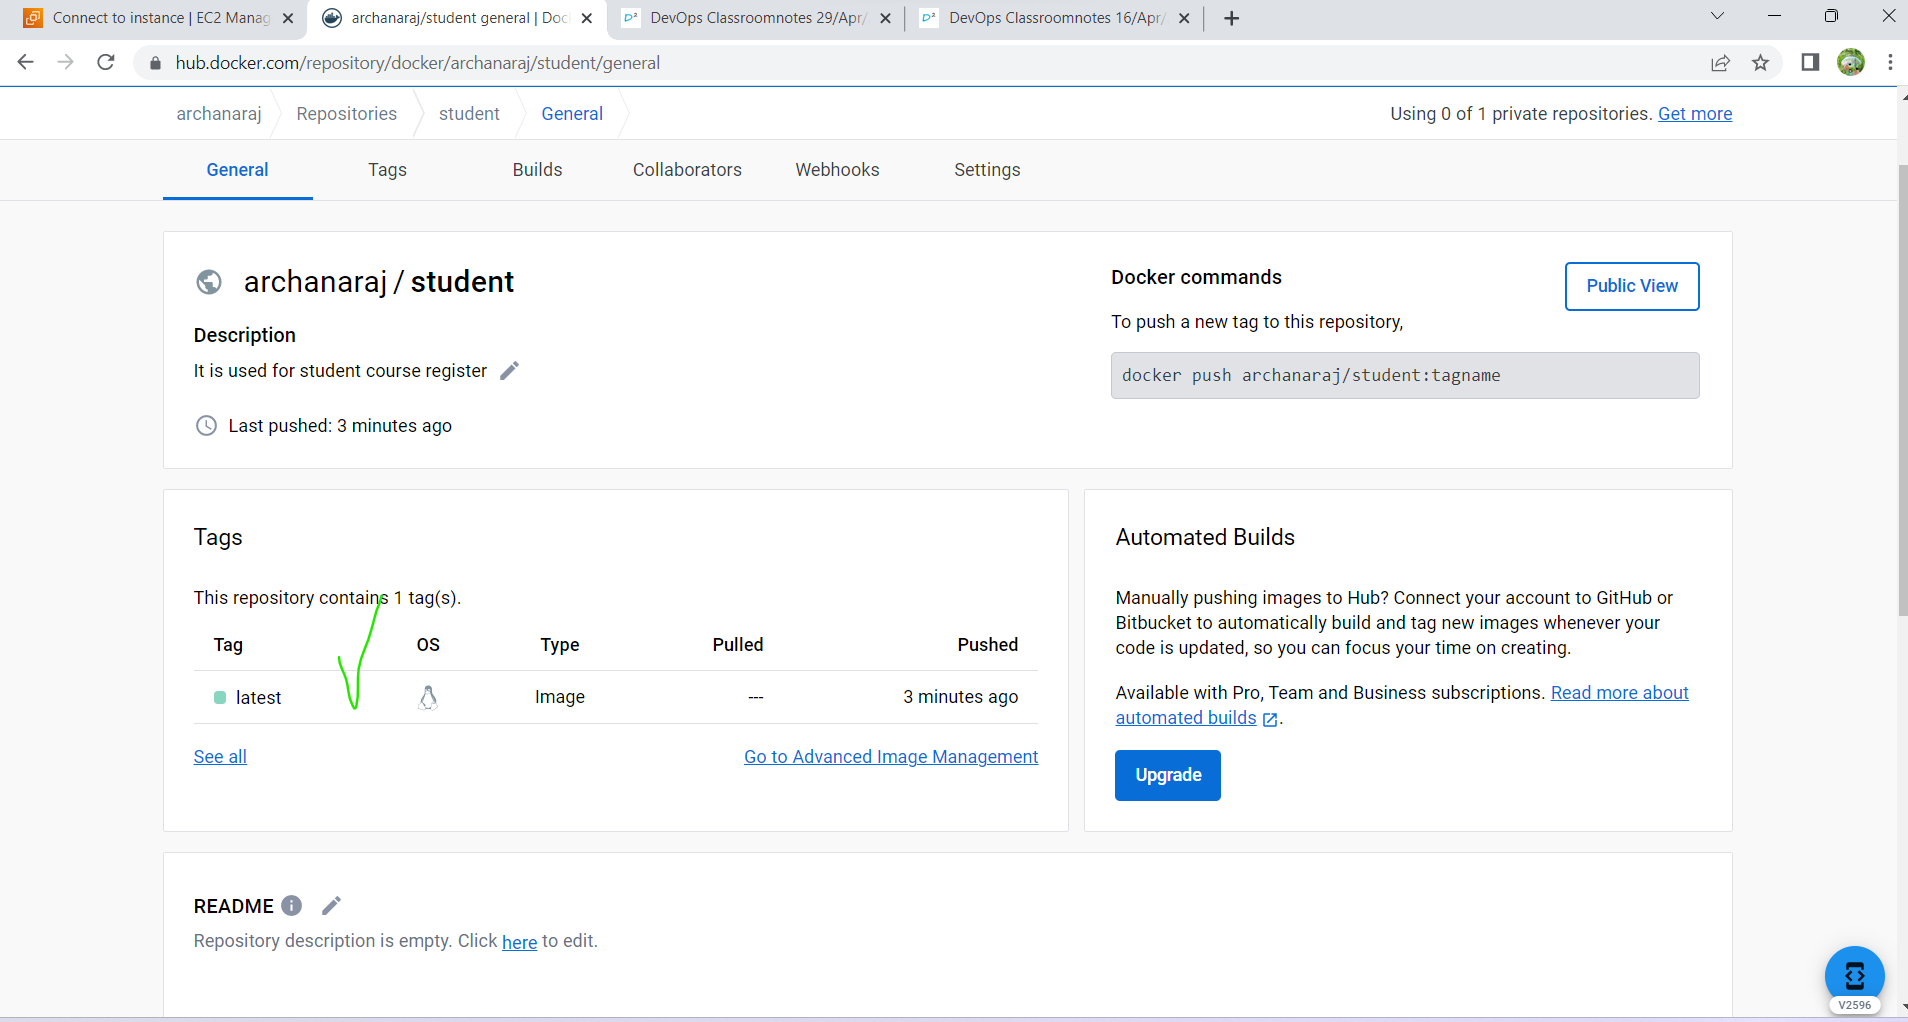 Connect to instance | EC2 Manag
archanaraj/student general | Doc
DevOps Classroomnotes 29/Apr/
DevOps Classroomnotes 16/Apr/
hub.docker.com/repository/docker/archanaraj/student/general
archanaraj Repositories student General
Using 0 of 1 private repositories. Get more
General Tags Builds Collaborators Webhooks Settings
archanaraj / student
Description
It is used for student course register
Last pushed: 3 minutes ago
Docker commands
Public View
To push a new tag to this repository,
docker push archanaraj/student:tagname
Tags
This repository contains 1 tag(s).
Tag OS Type Pulled Pushed
latest Image --- 3 minutes ago
See all Go to Advanced Image Management
Automated Builds
Manually pushing images to Hub? Connect your account to GitHub or
Bitbucket to automatically build and tag new images whenever your
code is updated, so you can focus your time on creating.
Available with Pro, Team and Business subscriptions. Read more about
automated builds .
Upgrade
README
Repository description is empty. Click here to edit.
V2596